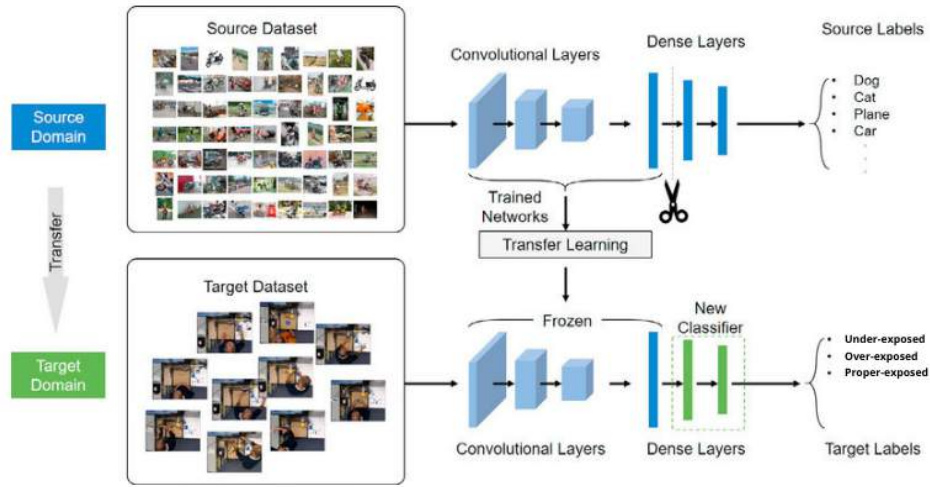 Source Dataset
Convolutional Layers
Dense Layers
Source Labels
Source
Domain
• Dog
• Cat
• Plane
• Car
Transfer
Trained
Networks
Transfer Learning
Target Dataset
Target
Domain
Frozen
New
Classifier
• Under-exposed
• Over-exposed
• Proper-exposed
Convolutional Layers
Dense Layers
Target Labels